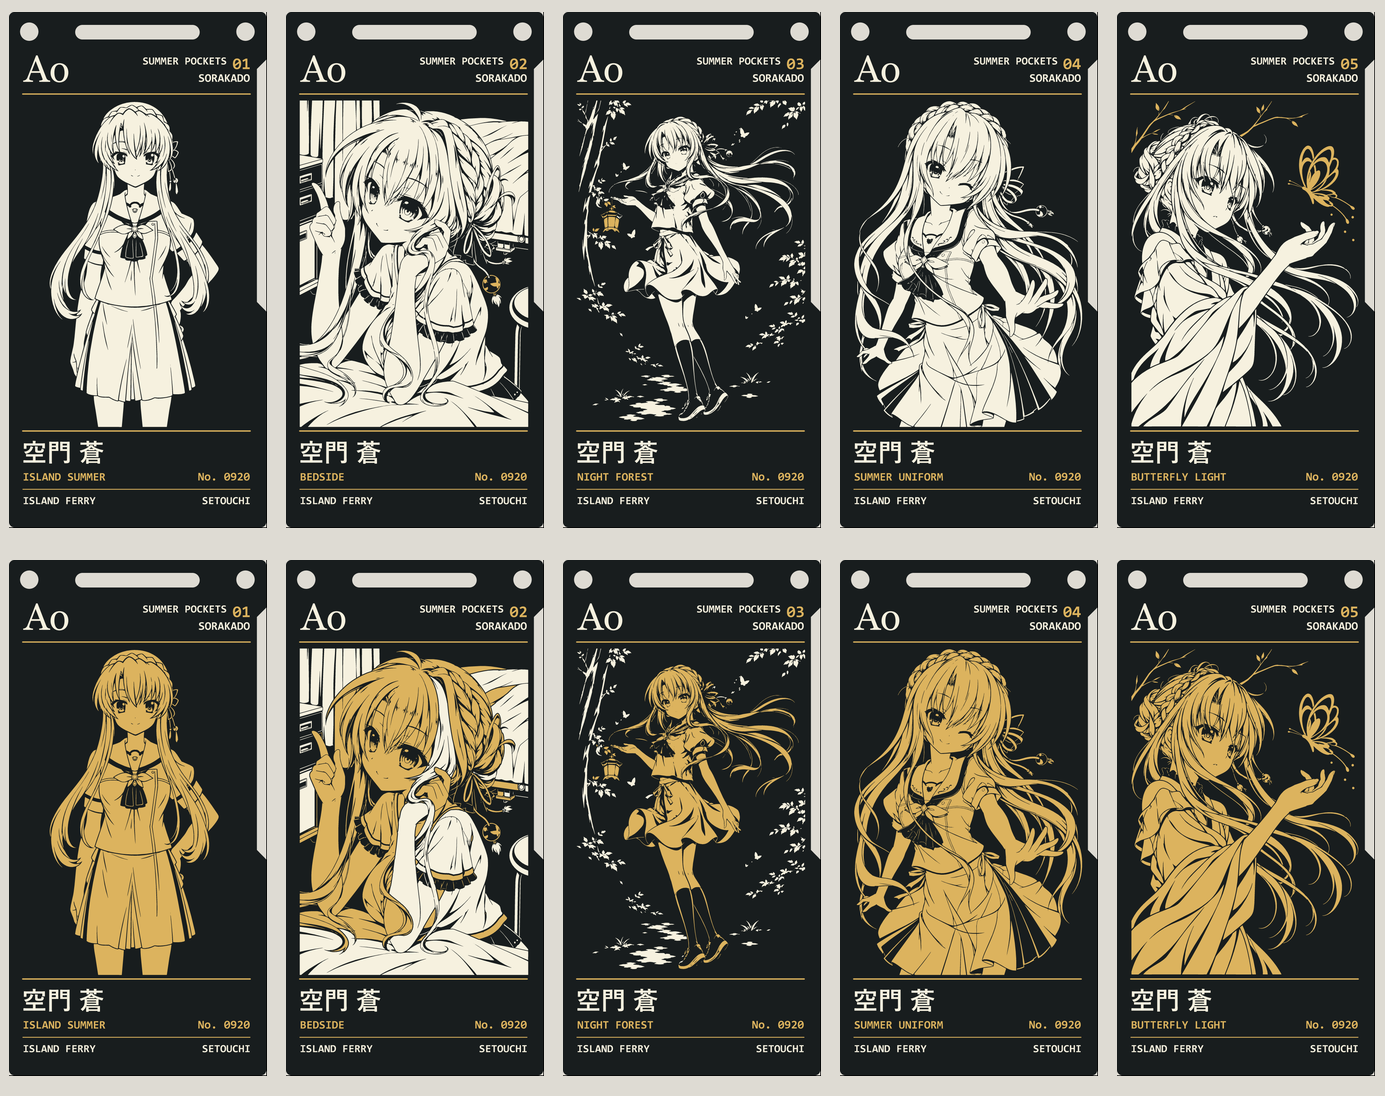 Ao
SUMMER POCKETS 01
SORAKADO
空門 蒼
ISLAND SUMMER No. 0920
ISLAND FERRY SETOUCHI
Ao
SUMMER POCKETS 02
SORAKADO
空門 蒼
BEDSIDE No. 0920
ISLAND FERRY SETOUCHI
Ao
SUMMER POCKETS 03
SORAKADO
空門 蒼
NIGHT FOREST No. 0920
ISLAND FERRY SETOUCHI
Ao
SUMMER POCKETS 04
SORAKADO
空門 蒼
SUMMER UNIFORM No. 0920
ISLAND FERRY SETOUCHI
Ao
SUMMER POCKETS 05
SORAKADO
空門 蒼
BUTTERFLY LIGHT No. 0920
ISLAND FERRY SETOUCHI
Ao
SUMMER POCKETS 01
SORAKADO
空門 蒼
ISLAND SUMMER No. 0920
ISLAND FERRY SETOUCHI
Ao
SUMMER POCKETS 02
SORAKADO
空門 蒼
BEDSIDE No. 0920
ISLAND FERRY SETOUCHI
Ao
SUMMER POCKETS 03
SORAKADO
空門 蒼
NIGHT FOREST No. 0920
ISLAND FERRY SETOUCHI
Ao
SUMMER POCKETS 04
SORAKADO
空門 蒼
SUMMER UNIFORM No. 0920
ISLAND FERRY SETOUCHI
Ao
SUMMER POCKETS 05
SORAKADO
空門 蒼
BUTTERFLY LIGHT No. 0920
ISLAND FERRY SETOUCHI